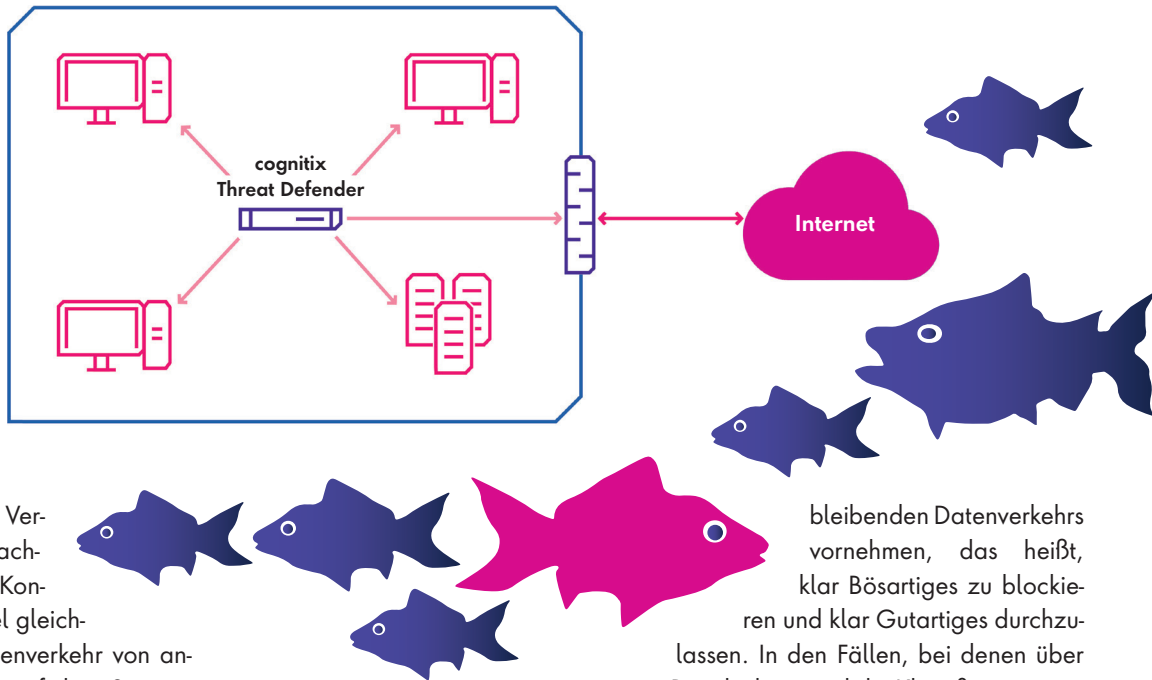 cognitix
Threat Defender
Internet
Ver-
ach-
Kon-
el gleich-
enverkehr von an-
bleibenden Datenverkehrs
vornehmen, das heißt,
klar Bösartiges zu blockie-
ren und klar Gutartiges durchzu-
lassen. In den Fällen, bei denen über